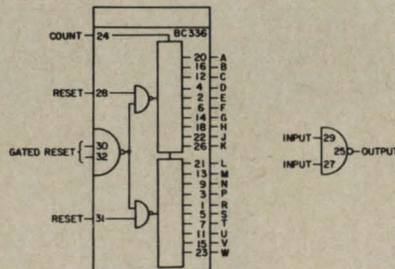 BC336
COUNT 24
20 A
16 B
12 C
4 D
2 E
6 F
14 G
18 H
22 J
26 K
RESET 28
GATED RESET 30
32
RESET 31
21 L
13 M
9 N
3 P
1 R
5 S
7 T
11 U
15 V
23 W
INPUT 29
25 OUTPUT
INPUT 27